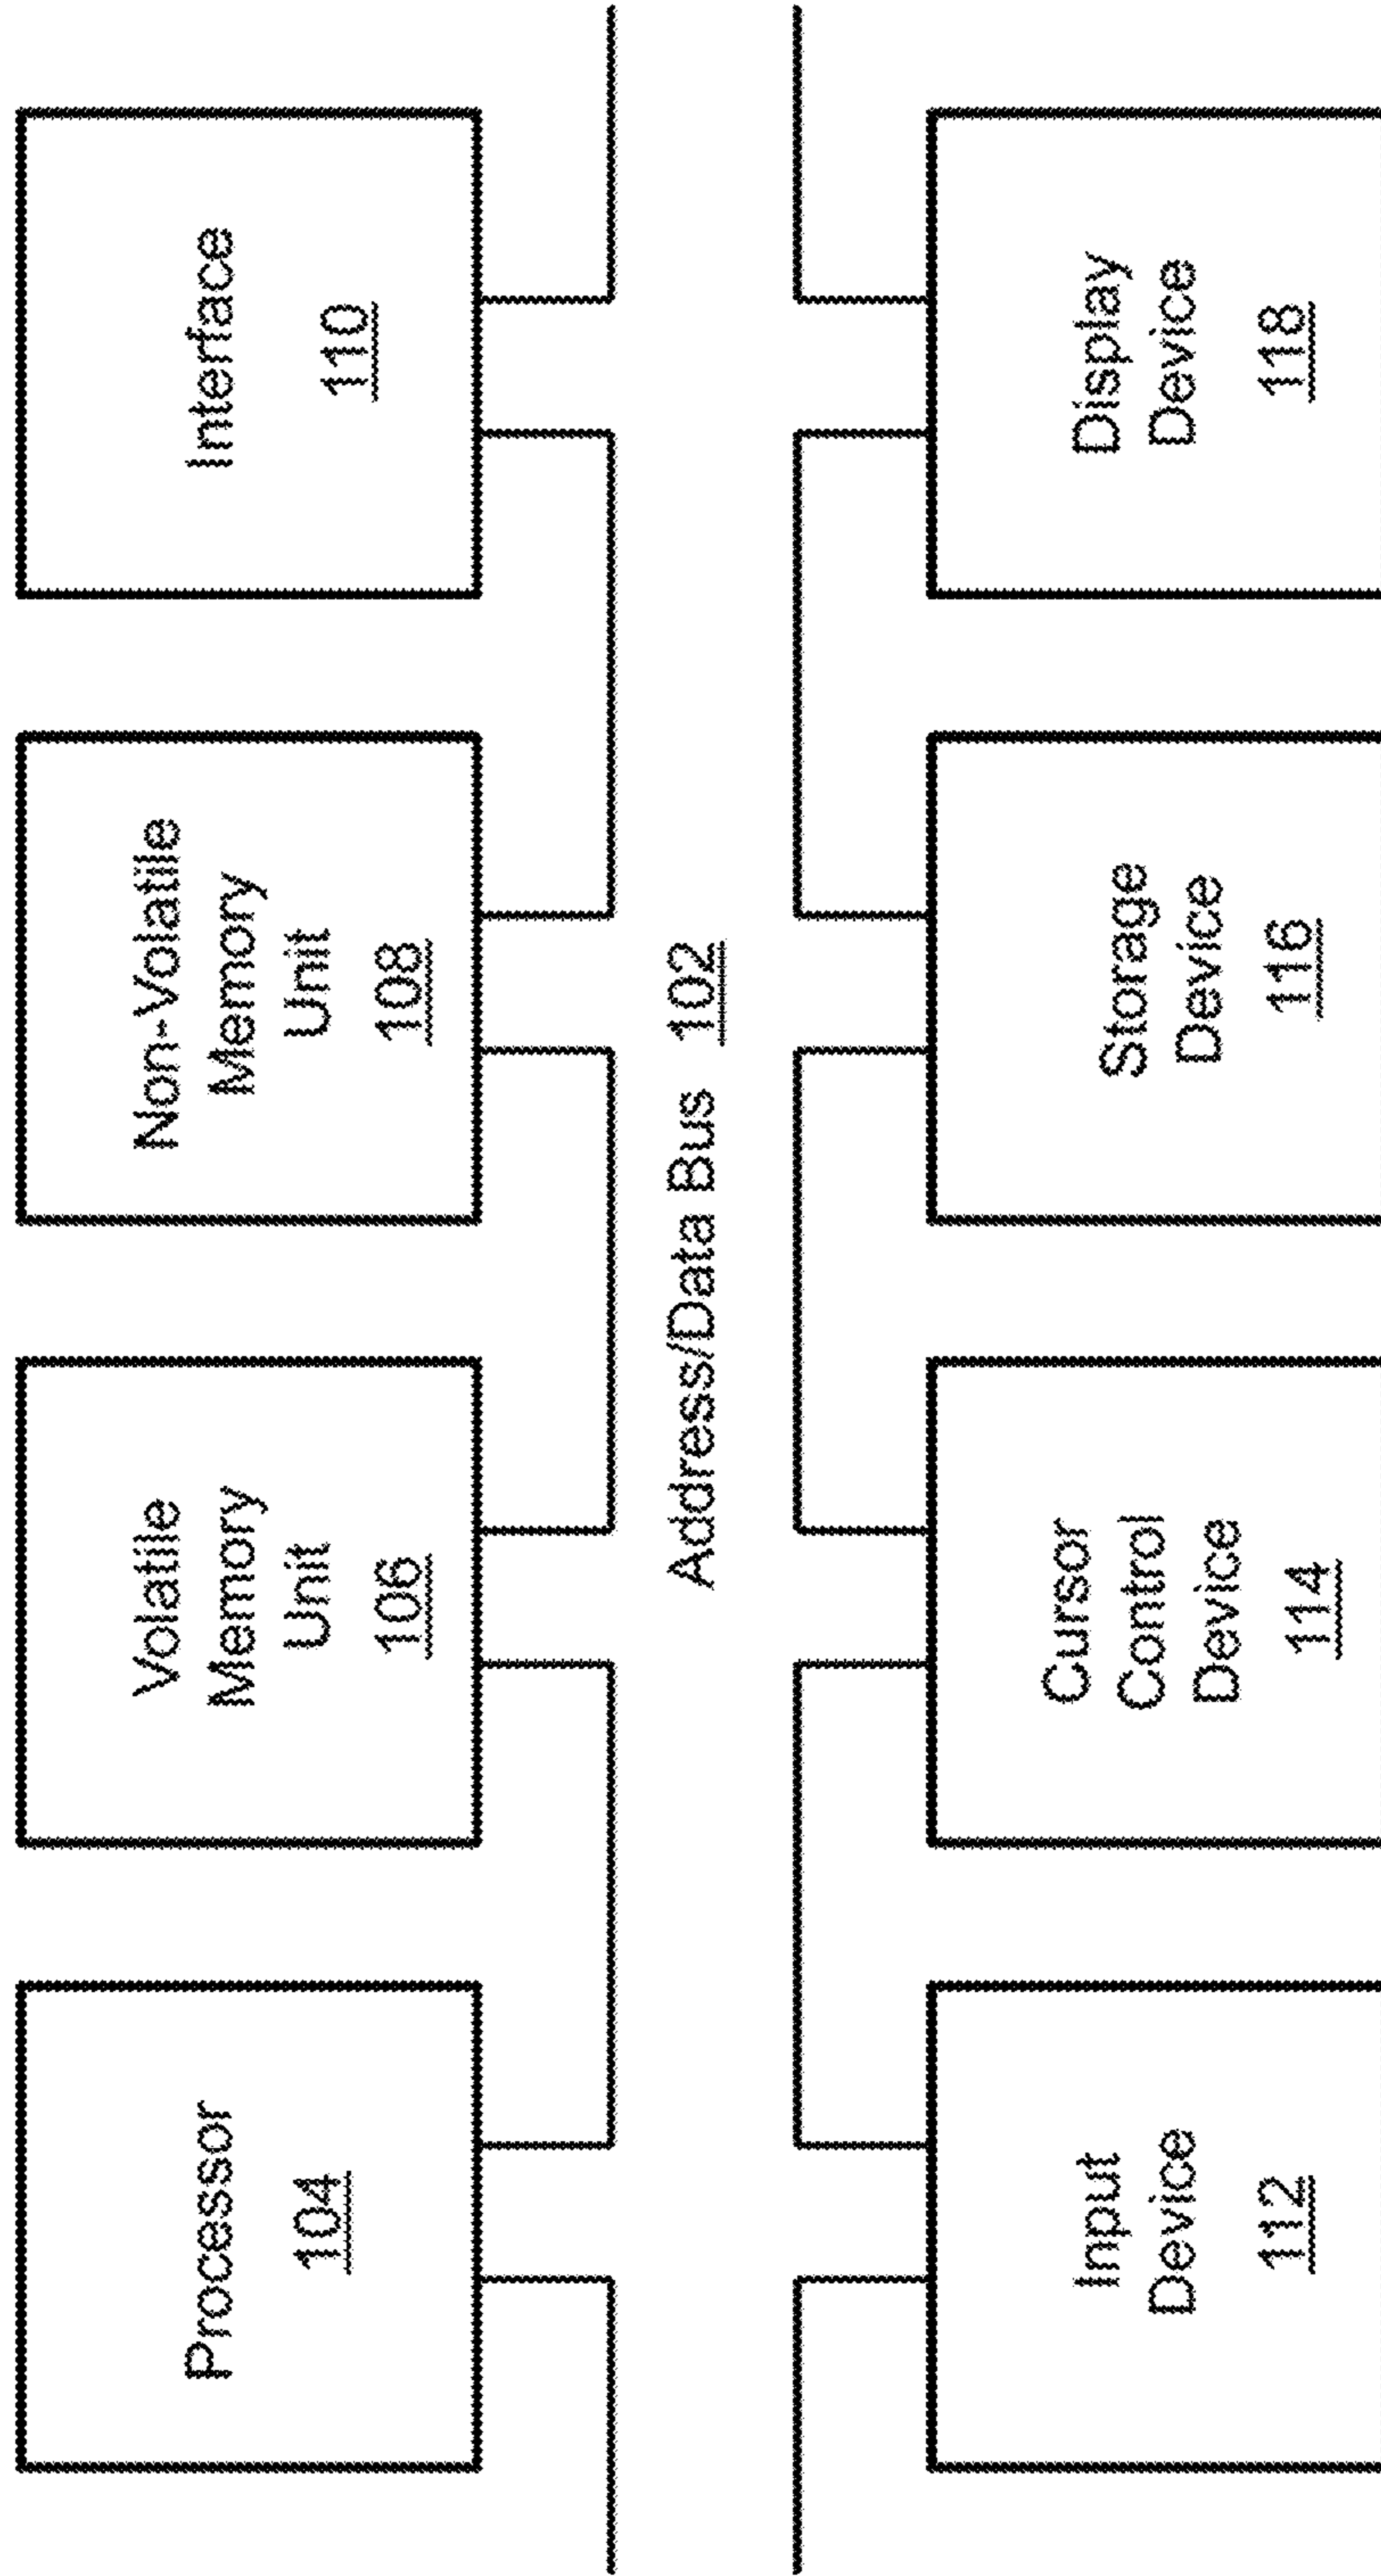 Processor
104
Volatile
Memory
Unit
106
Non-Volatile
Memory
Unit
108
Interface
110
Address/Data Bus 102
Input
Device
112
Cursor
Control
Device
114
Storage
Device
116
Display
Device
118